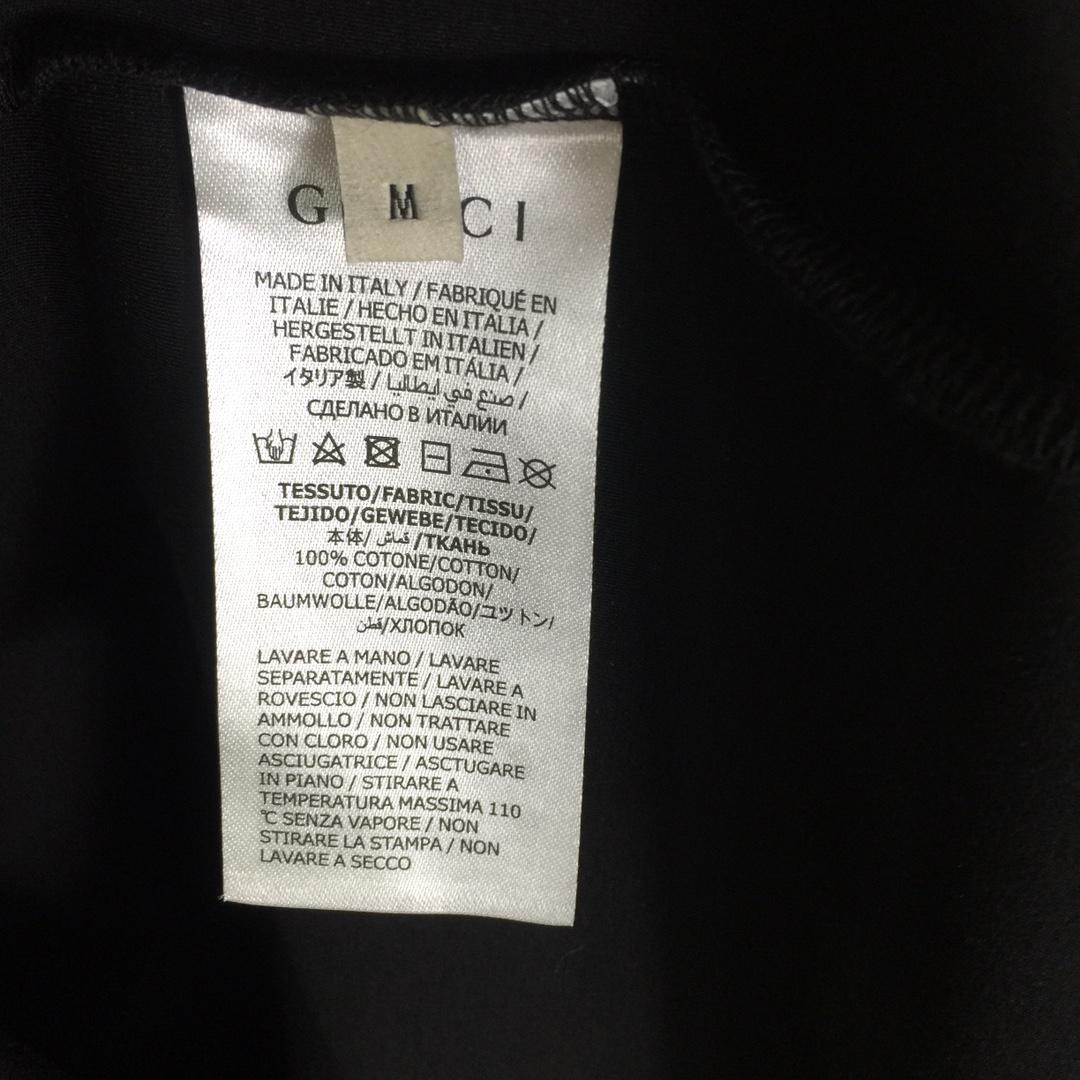 G M CI
MADE IN ITALY / FABRIQUÉ EN
ITALIE / HECHO EN ITALIA /
HERGESTELLT IN ITALIEN /
FABRICADO EM ITÁLIA /
イタリア製 / صنع في إيطاليا /
СДЕЛАНО В ИТАЛИИ
TESSUTO/FABRIC/TISSU/
TEJIDO/GEWEBE/TECIDO/
本体/ قماش /ТКАНЬ
100% COTONE/COTTON/
COTON/ALGODON/
BAUMWOLLE/ALGODÃO/ユットン/
قطن/ХЛОПОК
LAVARE A MANO / LAVARE
SEPARATAMENTE / LAVARE A
ROVESCIO / NON LASCIARE IN
AMMOLLO / NON TRATTARE
CON CLORO / NON USARE
ASCIUGATRICE / ASCTUGARE
IN PIANO / STIRARE A
TEMPERATURA MASSIMA 110
℃ SENZA VAPORE / NON
STIRARE LA STAMPA / NON
LAVARE A SECCO